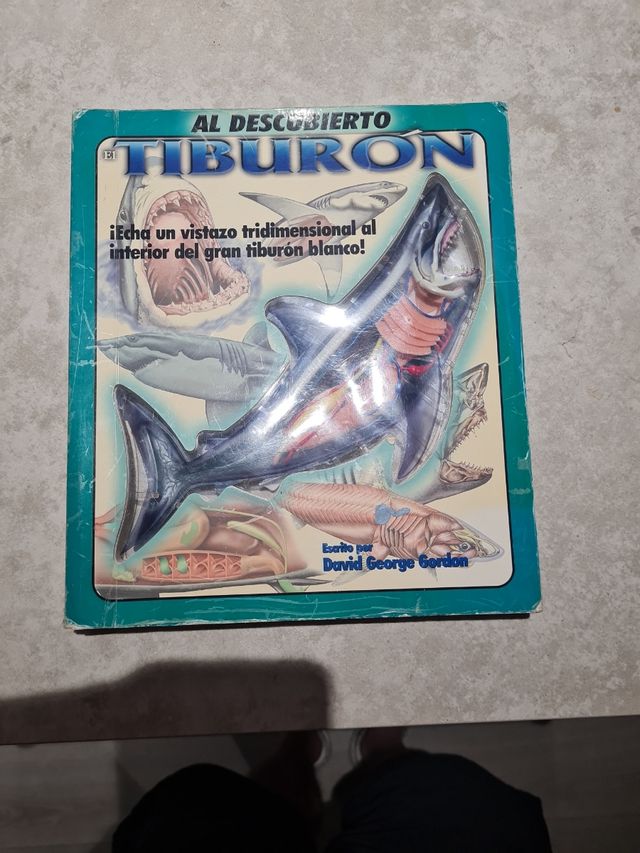 AL DESCUBIERTO
El TIBURÓN
¡Echa un vistazo tridimensional al
interior del gran tiburón blanco!
Escrito por
David George Gordon